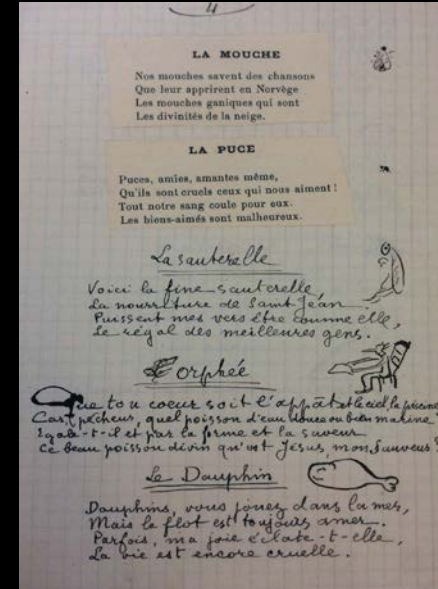 4
LA MOUCHE
Nos mouches savent des chansons
Que leur apprirent en Norvège
Les mouches ganiques qui sont
Les divinités de la neige.
LA PUCE
Puces, amies, amantes même,
Qu'ils sont cruels ceux qui nous aiment !
Tout notre sang coule pour eux.
Les biens-aimés sont malheureux.
La sauterelle
Voici la fine sauterelle,
La nourriture de Saint Jean.
Puissent mes vers être comme elle,
Le régal des meilleures gens.
Orphée
Que ton coeur soit l'appât et le ciel, la piscine
Car, pêcheur, quel poisson d'eau douce ou bien marine
Egale-t-il et par la forme et la saveur
Ce beau poisson divin qu'est Jésus, mon Sauveur ?
Le Dauphin
Dauphins, vous jouez dans la mer,
Mais le flot est toujours amer.
Parfois, ma joie éclate-t-elle,
La vie est encore cruelle.